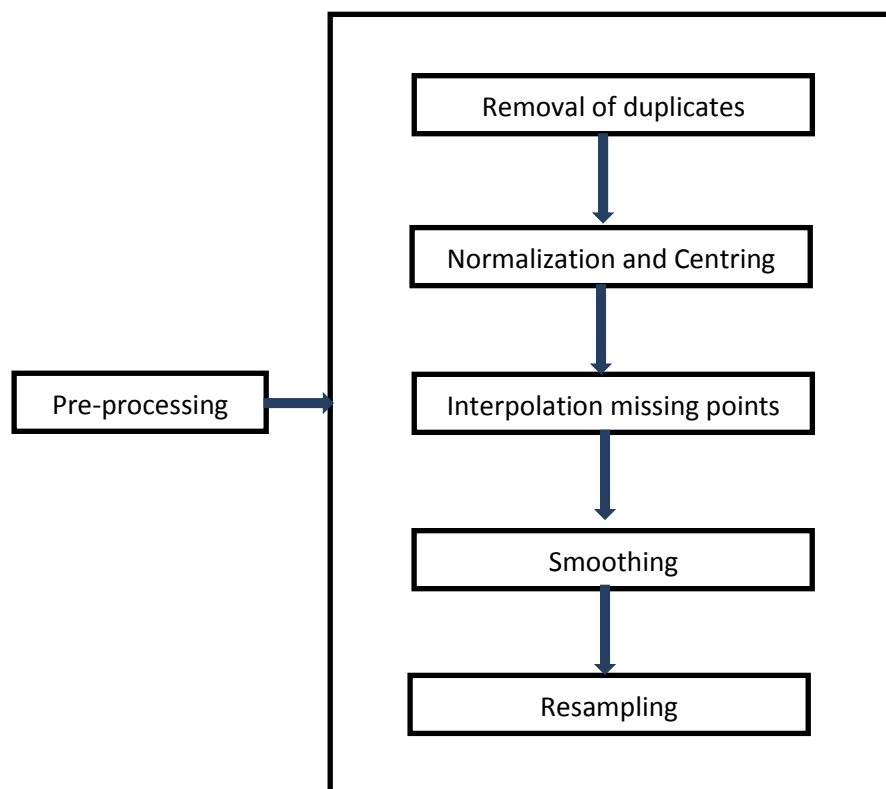 Removal of duplicates
Normalization and Centring
Pre-processing
Interpolation missing points
Smoothing
Resampling